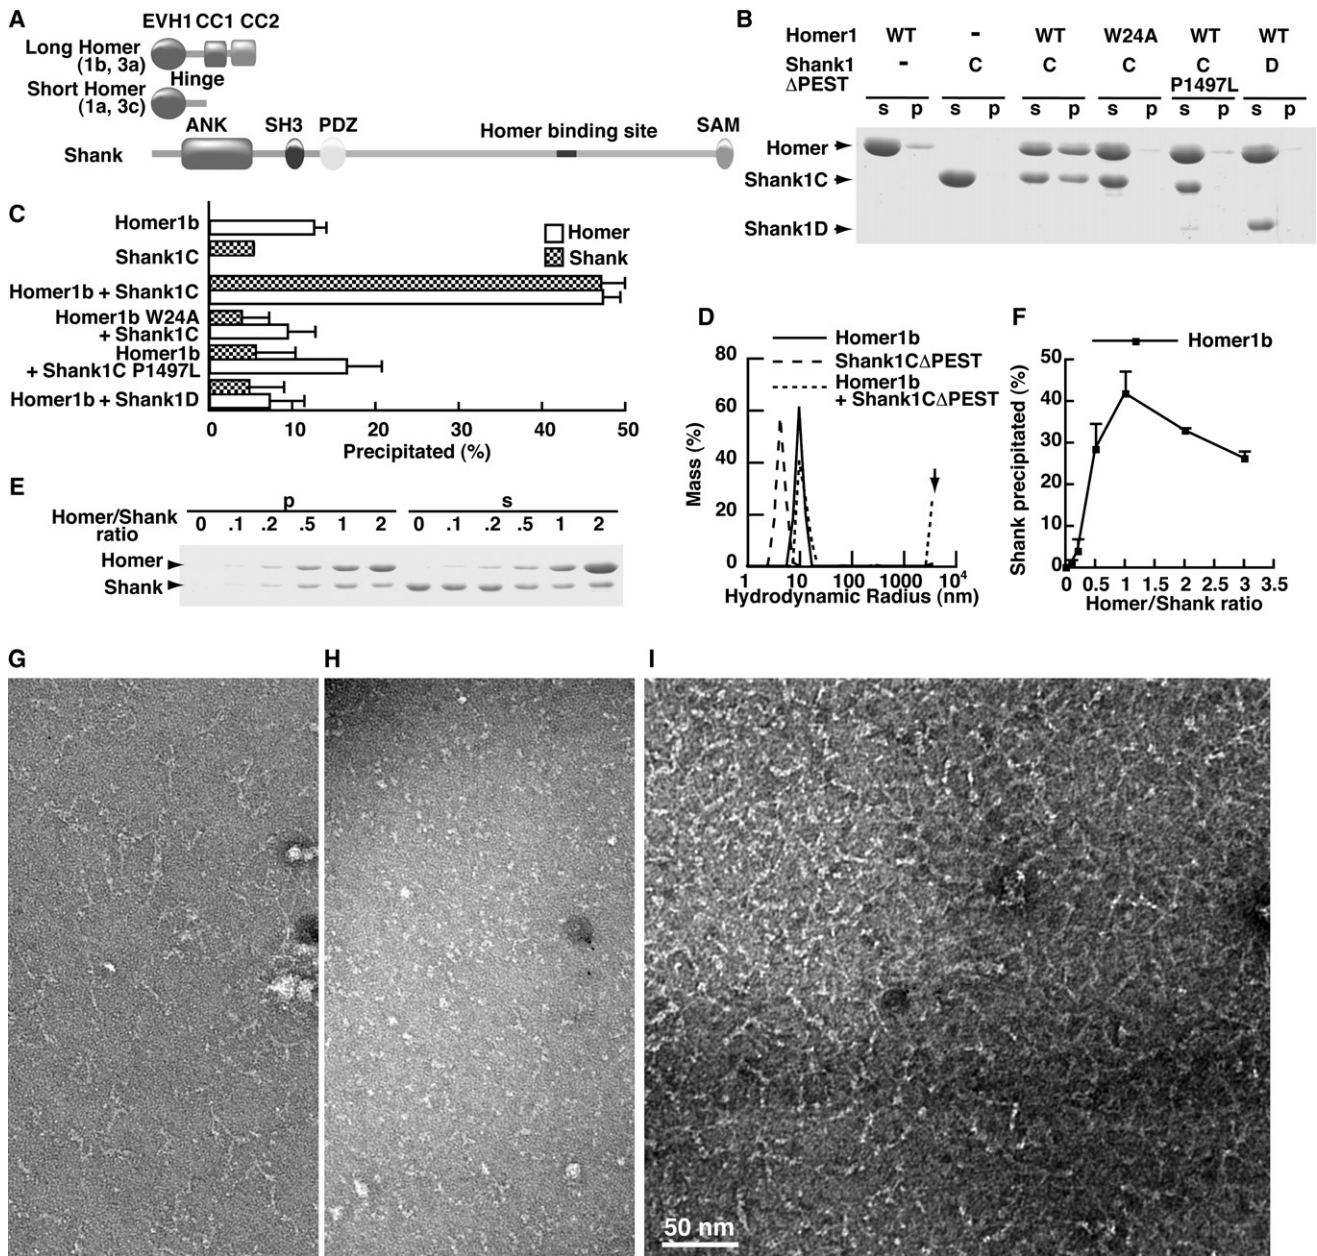 A
EVH1 CC1 CC2
Long Homer
(1b, 3a)
Hinge
Short Homer
(1a, 3c)
ANK SH3 PDZ Homer binding site SAM
Shank
B
Homer1 WT - WT W24A WT WT
Shank1 - C C C C D
ΔPEST P1497L
s p s p s p s p s p s p
Homer
Shank1C
Shank1D
C
Homer1b
Shank1C
Homer1b + Shank1C
Homer1b W24A
+ Shank1C
Homer1b
+ Shank1C P1497L
Homer1b + Shank1D
Homer
Shank
0 10 20 30 40 50
Precipitated (%)
D
Homer1b
Shank1CΔPEST
Homer1b
+ Shank1CΔPEST
80
60
40
20
0
Mass (%)
1 10 100 1000 10⁴
Hydrodynamic Radius (nm)
E
p s
Homer/Shank
ratio
0 .1 .2 .5 1 2 0 .1 .2 .5 1 2
Homer
Shank
F
Homer1b
50
40
30
20
10
0
Shank precipitated (%)
0 0.5 1 1.5 2 2.5 3 3.5
Homer/Shank ratio
G
H
I
50 nm